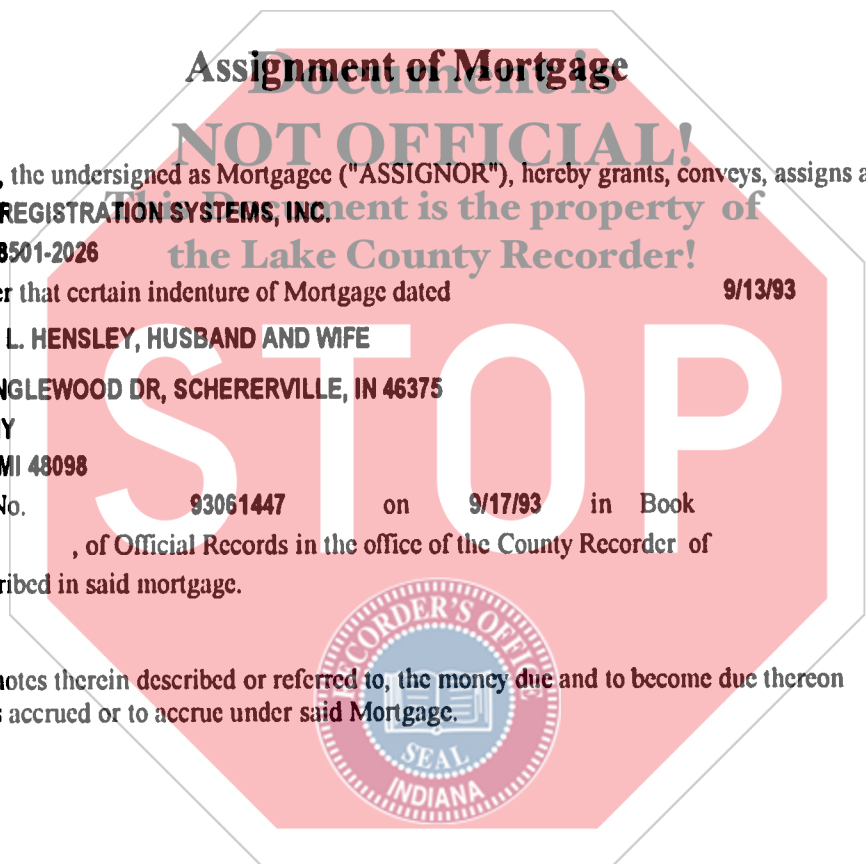 Assignment of Mortgage
Document is
NOT OFFICIAL!
, the undersigned as Mortgagee ("ASSIGNOR"), hereby grants, conveys, assigns a
This Document is the property of
REGISTRATION SYSTEMS, INC.
8501-2026
the Lake County Recorder!
er that certain indenture of Mortgage dated 9/13/93
L. HENSLEY, HUSBAND AND WIFE
STOP
NGLEWOOD DR, SCHERERVILLE, IN 46375
Y
MI 48098
No. 93061447 on 9/17/93 in Book
, of Official Records in the office of the County Recorder of
ribed in said mortgage.
RECORDER'S OFFICE
notes therein described or referred to, the money due and to become due thereon
s accrued or to accrue under said Mortgage.
SEAL
INDIANA